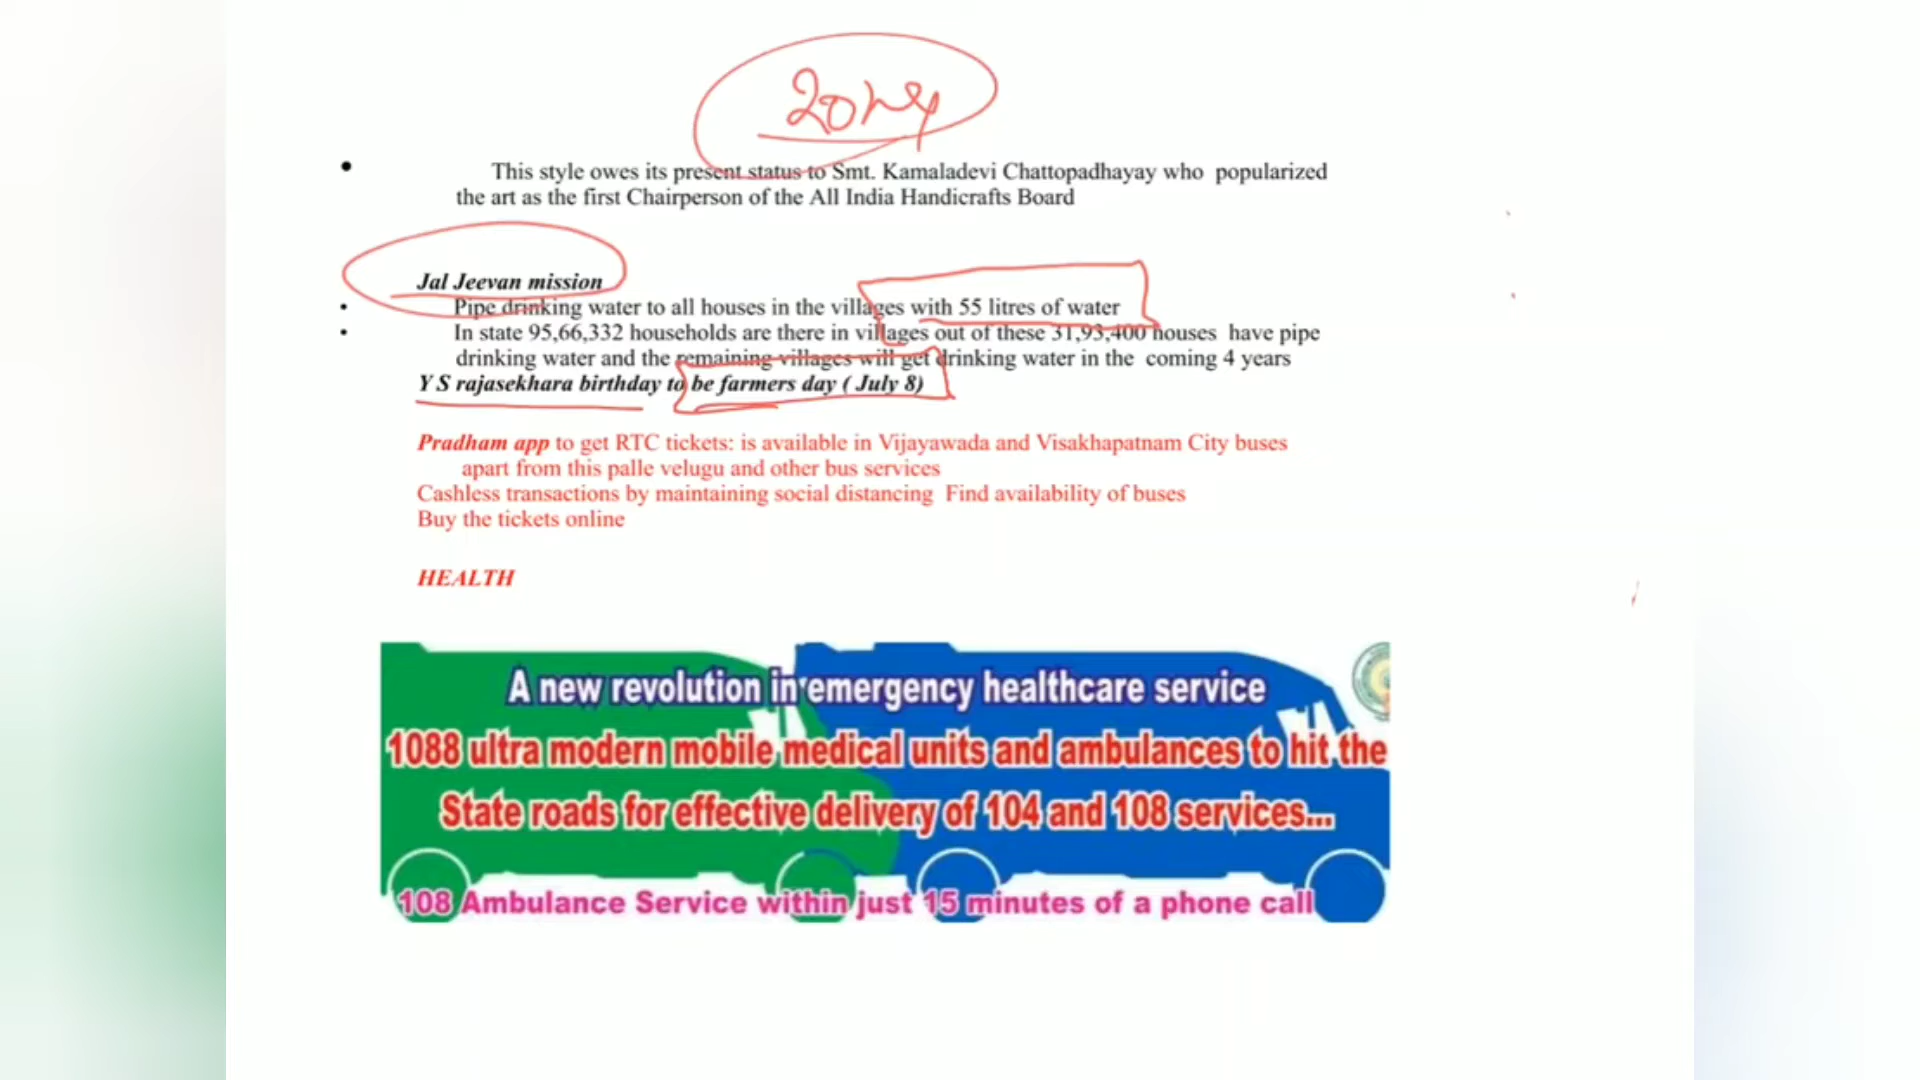 2024
• This style owes its present status to Smt. Kamaladevi Chattopadhayay who popularized
the art as the first Chairperson of the All India Handicrafts Board
Jal Jeevan mission
• Pipe drinking water to all houses in the villages with 55 litres of water
• In state 95,66,332 households are there in villages out of these 31,93,400 houses have pipe
drinking water and the remaining villages will get drinking water in the coming 4 years
Y S rajasekhara birthday to be farmers day ( July 8)
Pradham app to get RTC tickets: is available in Vijayawada and Visakhapatnam City buses
apart from this palle velugu and other bus services
Cashless transactions by maintaining social distancing Find availability of buses
Buy the tickets online
HEALTH
A new revolution in emergency healthcare service
1088 ultra modern mobile medical units and ambulances to hit the
State roads for effective delivery of 104 and 108 services...
108 Ambulance Service within just 15 minutes of a phone call